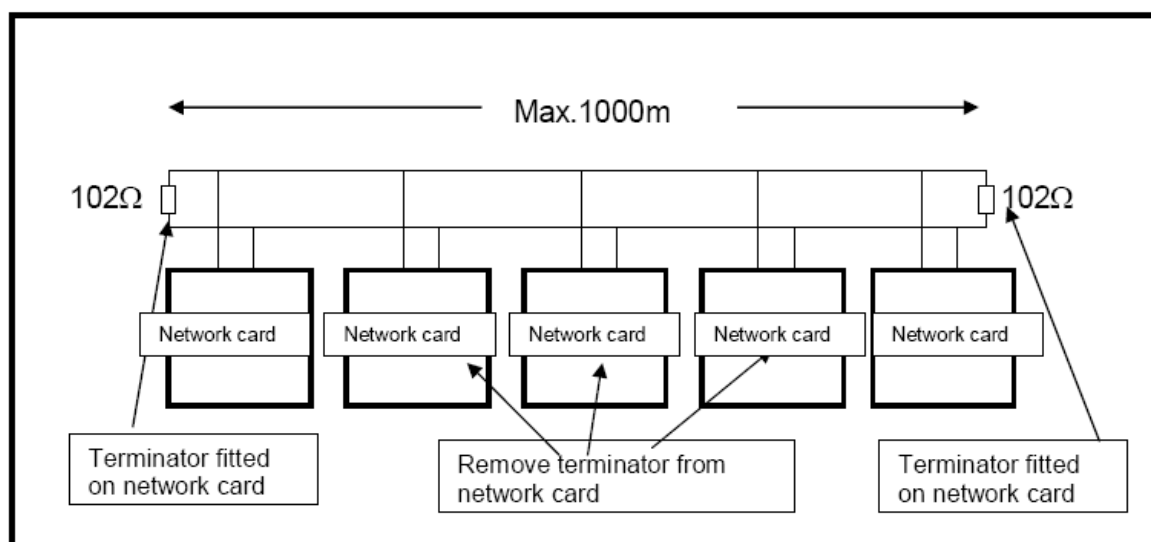 Max.1000m
102Ω
102Ω
Network card
Network card
Network card
Network card
Network card
Terminator fitted
on network card
Remove terminator from
network card
Terminator fitted
on network card